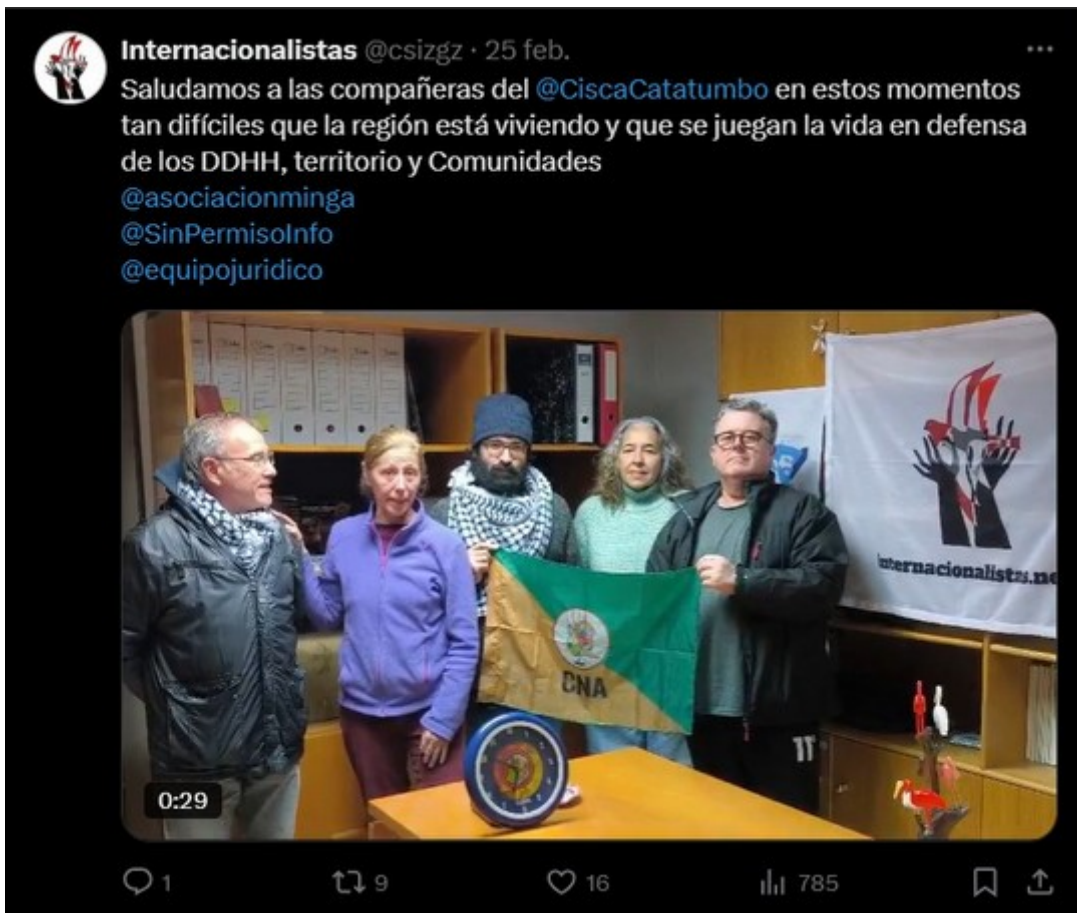 Internacionalistas @csizgz · 25 feb.
Saludamos a las compañeras del @CiscaCatatumbo en estos momentos
tan difíciles que la región está viviendo y que se juegan la vida en defensa
de los DDHH, territorio y Comunidades
@asociacionminga
@SinPermisoInfo
@equipojuridico
internacionalistas.ne
CNA
0:29
1 9 16 785